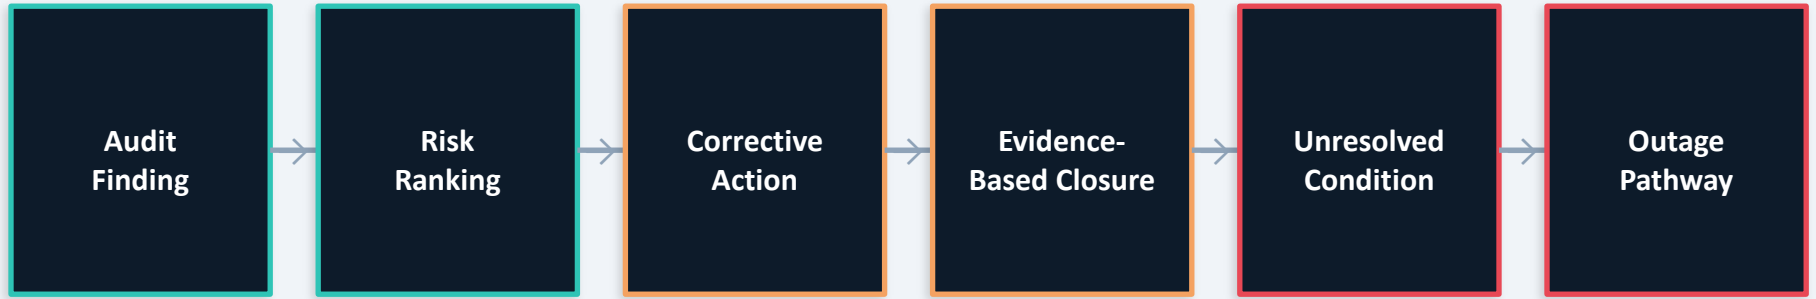 Audit
Finding
Risk
Ranking
Corrective
Action
Evidence-
Based Closure
Unresolved
Condition
Outage
Pathway